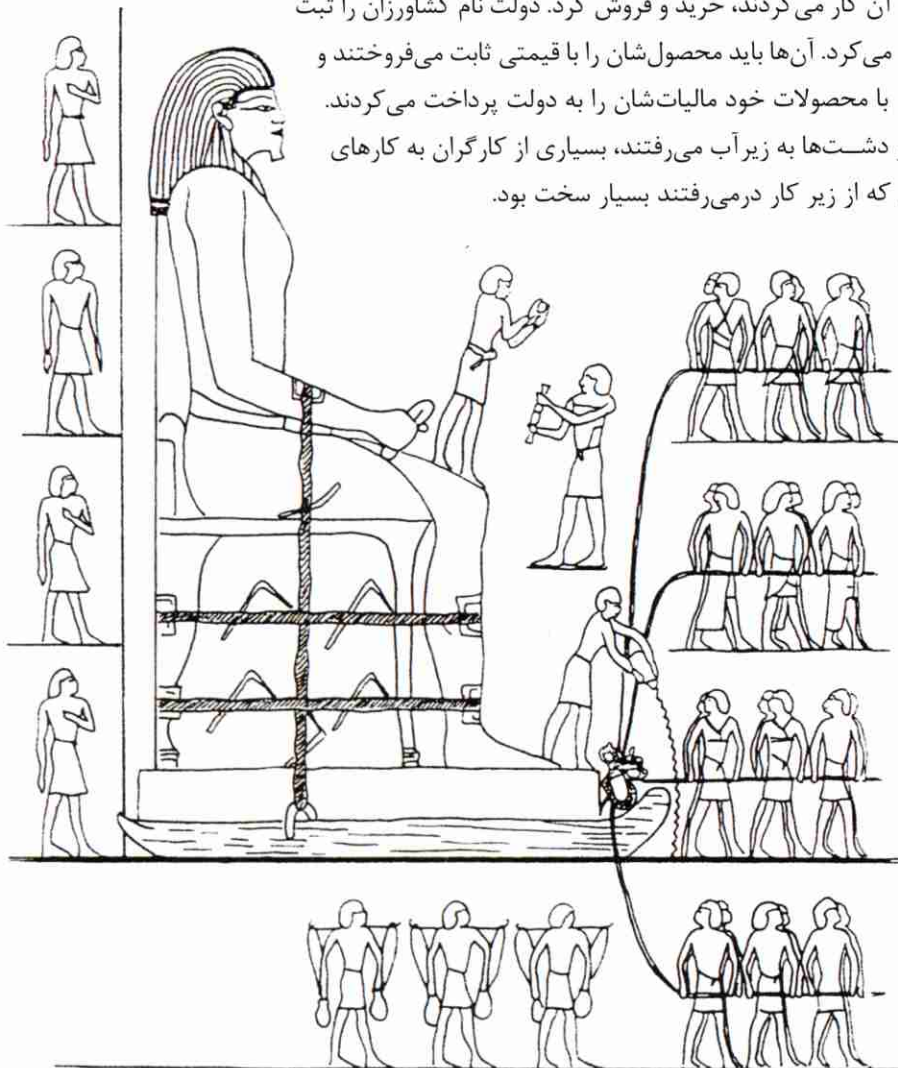 آن کار می‌کردند، خرید و فروش کرد. دولت نام کشاورزان را ثبت
می‌کرد. آن‌ها باید محصول‌شان را با قیمتی ثابت می‌فروختند و
با محصولات خود مالیات‌شان را به دولت پرداخت می‌کردند.
دشت‌ها به زیر آب می‌رفتند، بسیاری از کارگران به کارهای
که از زیر کار درمی‌رفتند بسیار سخت بود.